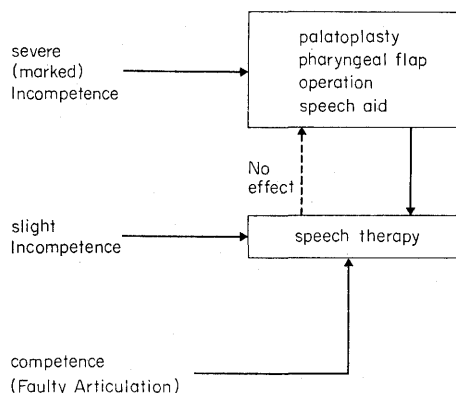 severe
(marked)
Incompetence
palatoplasty
pharyngeal flap
operation
speech aid
No
effect
slight
Incompetence
speech therapy
competence
(Faulty Articulation)